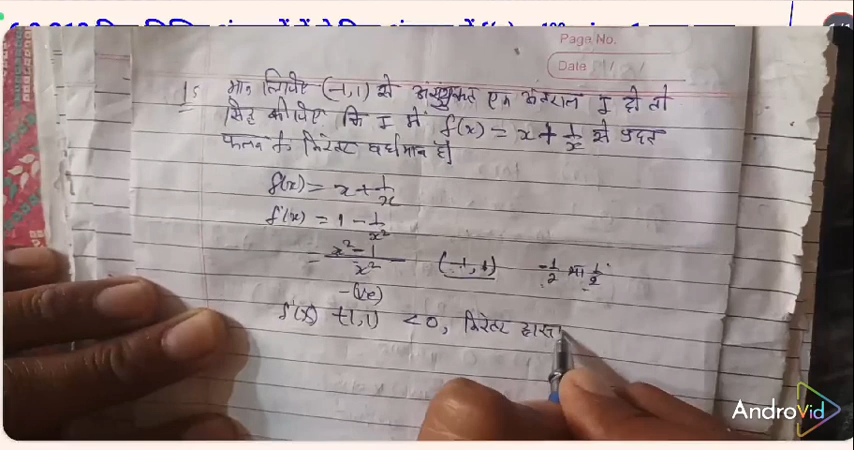 Page No.
Date
15 मान लिजिए (-1,1) से असंयुक्त एक अंतराल I हो तो
सिद्ध कीजिए कि I में f(x) = x + 1/x से प्रदत्त
फलन f निरंतर वर्धमान है]
f(x) = x + 1/x
f'(x) = 1 - 1/x²
= x² - 1 / x² (-1, 1) -1/2 या 1/2
-(Ve)
f'(x) (-1,1) < 0, निरंतर हास
AndroVid